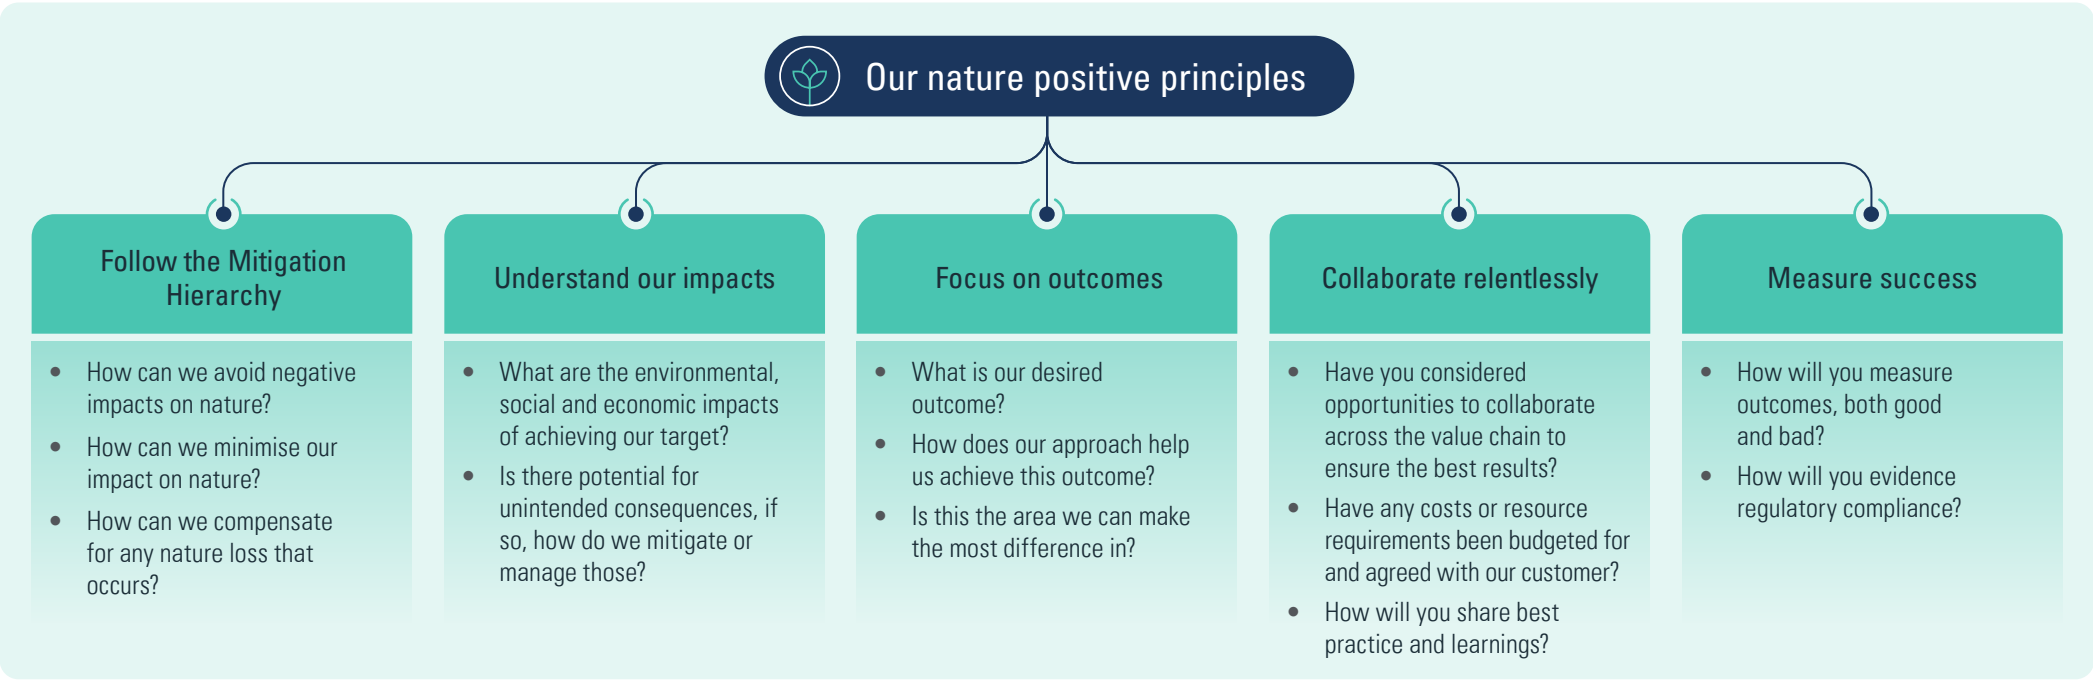 Our nature positive principles
Follow the Mitigation
Hierarchy
• How can we avoid negative
impacts on nature?
• How can we minimise our
impact on nature?
• How can we compensate
for any nature loss that
occurs?
Understand our impacts
• What are the environmental,
social and economic impacts
of achieving our target?
• Is there potential for
unintended consequences, if
so, how do we mitigate or
manage those?
Focus on outcomes
• What is our desired
outcome?
• How does our approach help
us achieve this outcome?
• Is this the area we can make
the most difference in?
Collaborate relentlessly
• Have you considered
opportunities to collaborate
across the value chain to
ensure the best results?
• Have any costs or resource
requirements been budgeted for
and agreed with our customer?
• How will you share best
practice and learnings?
Measure success
• How will you measure
outcomes, both good
and bad?
• How will you evidence
regulatory compliance?